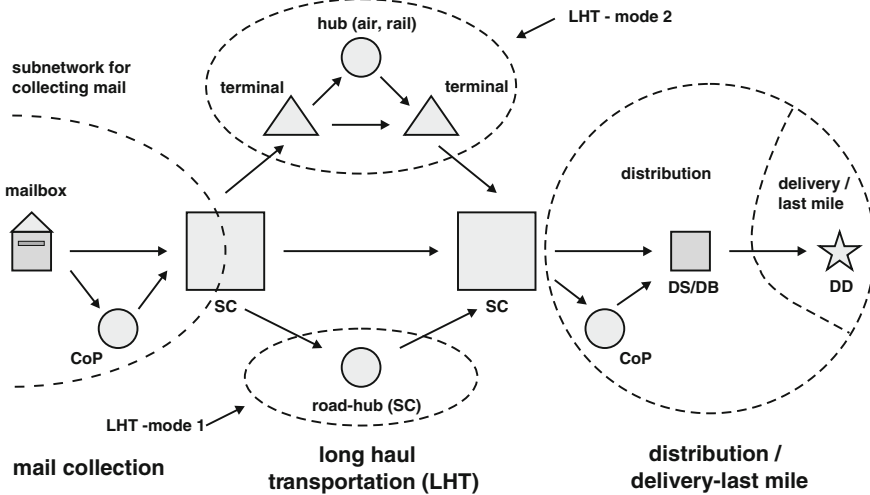 LHT - mode 2
hub (air, rail)
subnetwork for
collecting mail
terminal
terminal
mailbox
distribution
delivery /
last mile
SC
SC
DS/DB
DD
CoP
CoP
road-hub (SC)
LHT -mode 1
mail collection
long haul
transportation (LHT)
distribution /
delivery-last mile